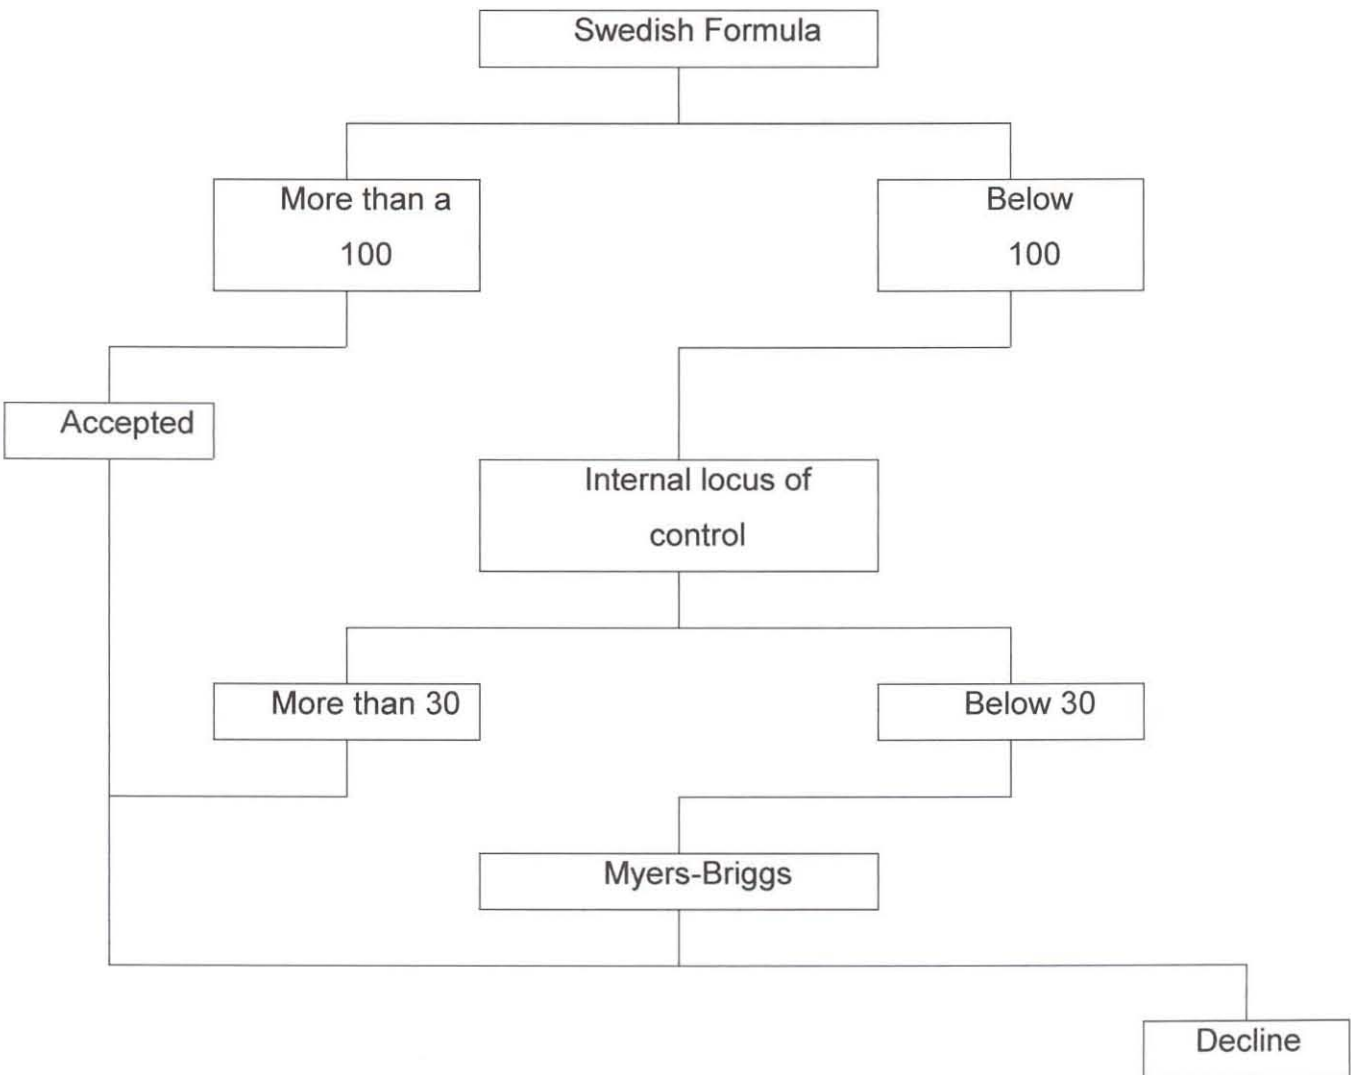 Swedish Formula
More than a
100
Below
100
Accepted
Internal locus of
control
More than 30
Below 30
Myers-Briggs
Decline